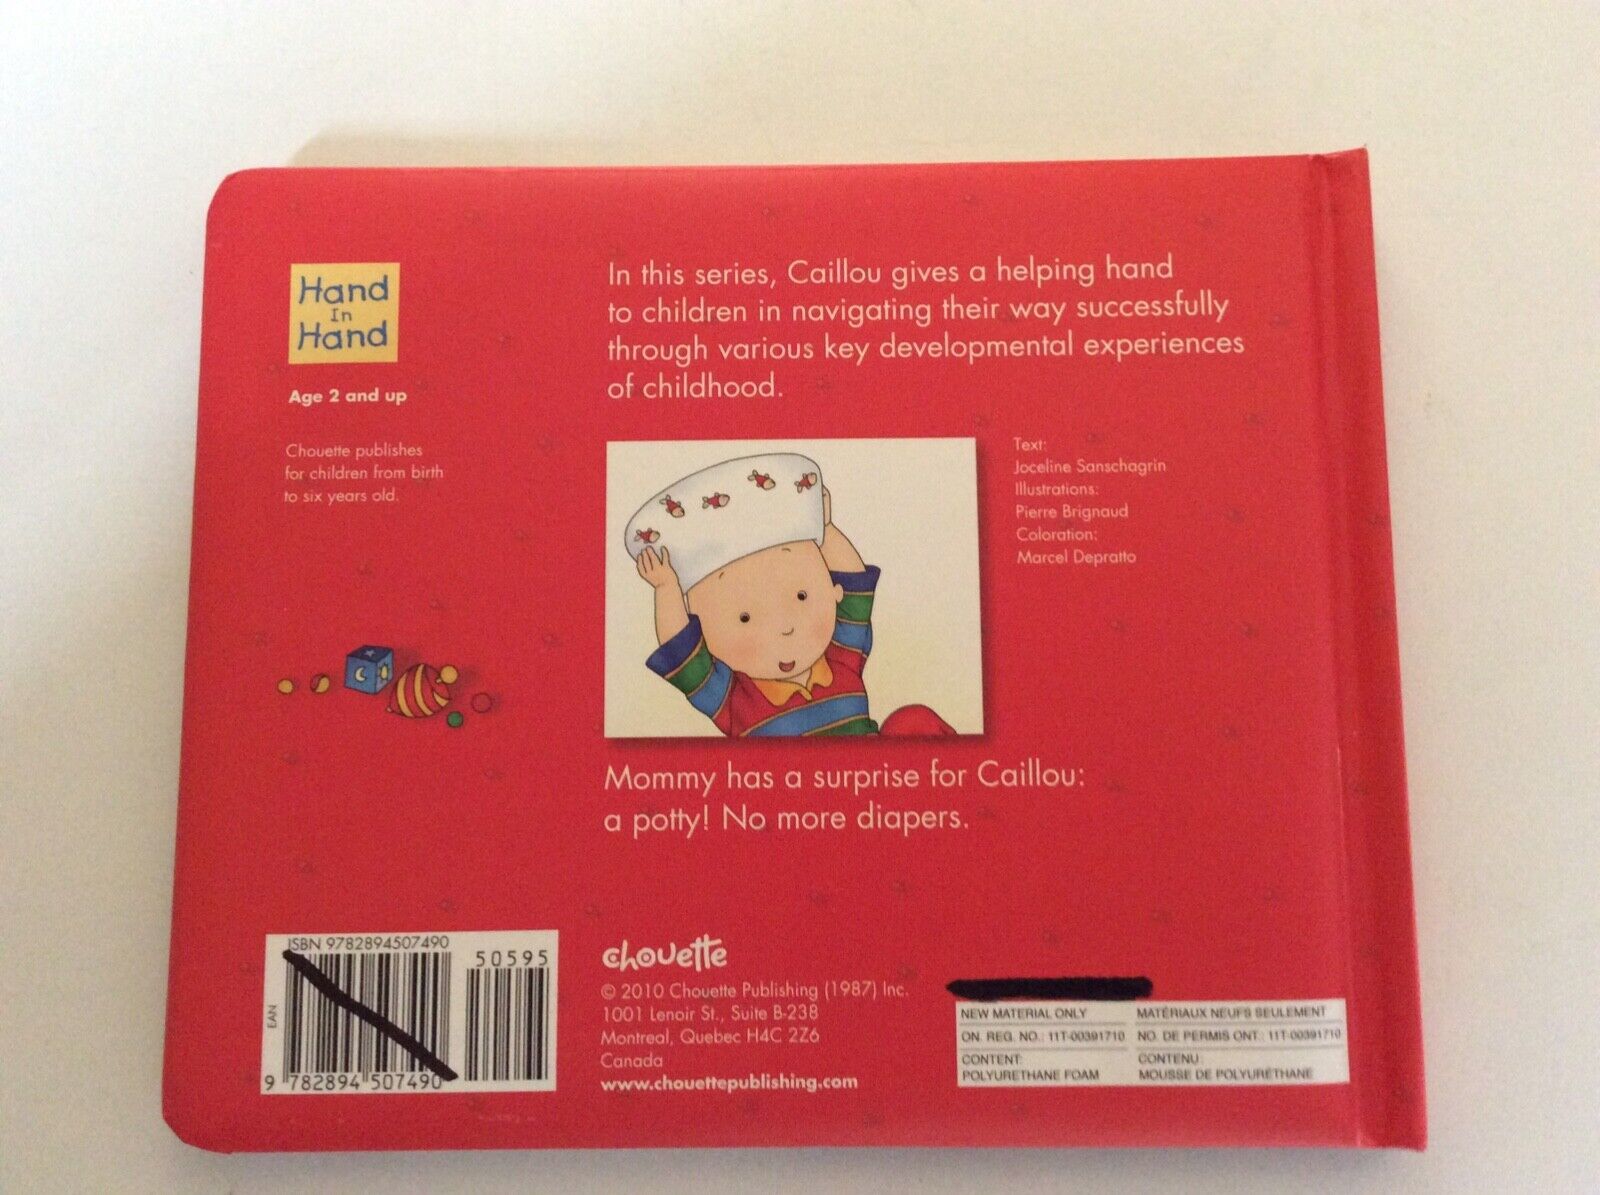 Hand
In
Hand
Age 2 and up
Chouette publishes
for children from birth
to six years old.
In this series, Caillou gives a helping hand
to children in navigating their way successfully
through various key developmental experiences
of childhood.
Text:
Joceline Sanschagrin
Illustrations:
Pierre Brignaud
Coloration:
Marcel Depratto
Mommy has a surprise for Caillou:
a potty! No more diapers.
ISBN 9782894507490
50595
EAN
9 782894 507490
chouette
© 2010 Chouette Publishing (1987) Inc.
1001 Lenoir St., Suite B-238
Montreal, Quebec H4C 2Z6
Canada
www.chouettepublishing.com
NEW MATERIAL ONLY
ON. REG. NO.: 11T-00391710
CONTENT:
POLYURETHANE FOAM
MATÉRIAUX NEUFS SEULEMENT
NO. DE PERMIS ONT.: 11T-00391710
CONTENU:
MOUSSE DE POLYURÉTHANE